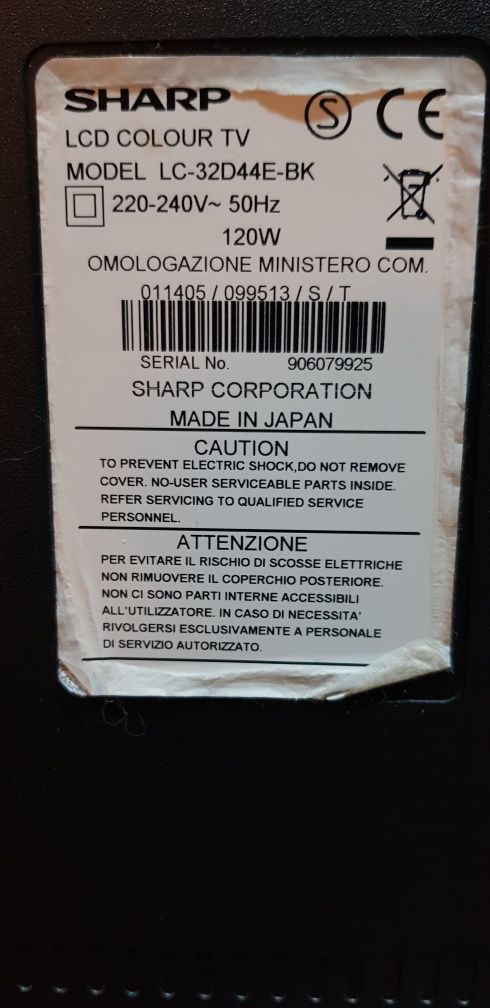 SHARP
S CE
LCD COLOUR TV
MODEL LC-32D44E-BK
220-240V~ 50Hz
120W
OMOLOGAZIONE MINISTERO COM.
011405 / 099513 / S / T
SERIAL No. 906079925
SHARP CORPORATION
MADE IN JAPAN
CAUTION
TO PREVENT ELECTRIC SHOCK,DO NOT REMOVE
COVER. NO-USER SERVICEABLE PARTS INSIDE.
REFER SERVICING TO QUALIFIED SERVICE
PERSONNEL.
ATTENZIONE
PER EVITARE IL RISCHIO DI SCOSSE ELETTRICHE
NON RIMUOVERE IL COPERCHIO POSTERIORE.
NON CI SONO PARTI INTERNE ACCESSIBILI
ALL'UTILIZZATORE. IN CASO DI NECESSITA'
RIVOLGERSI ESCLUSIVAMENTE A PERSONALE
DI SERVIZIO AUTORIZZATO.